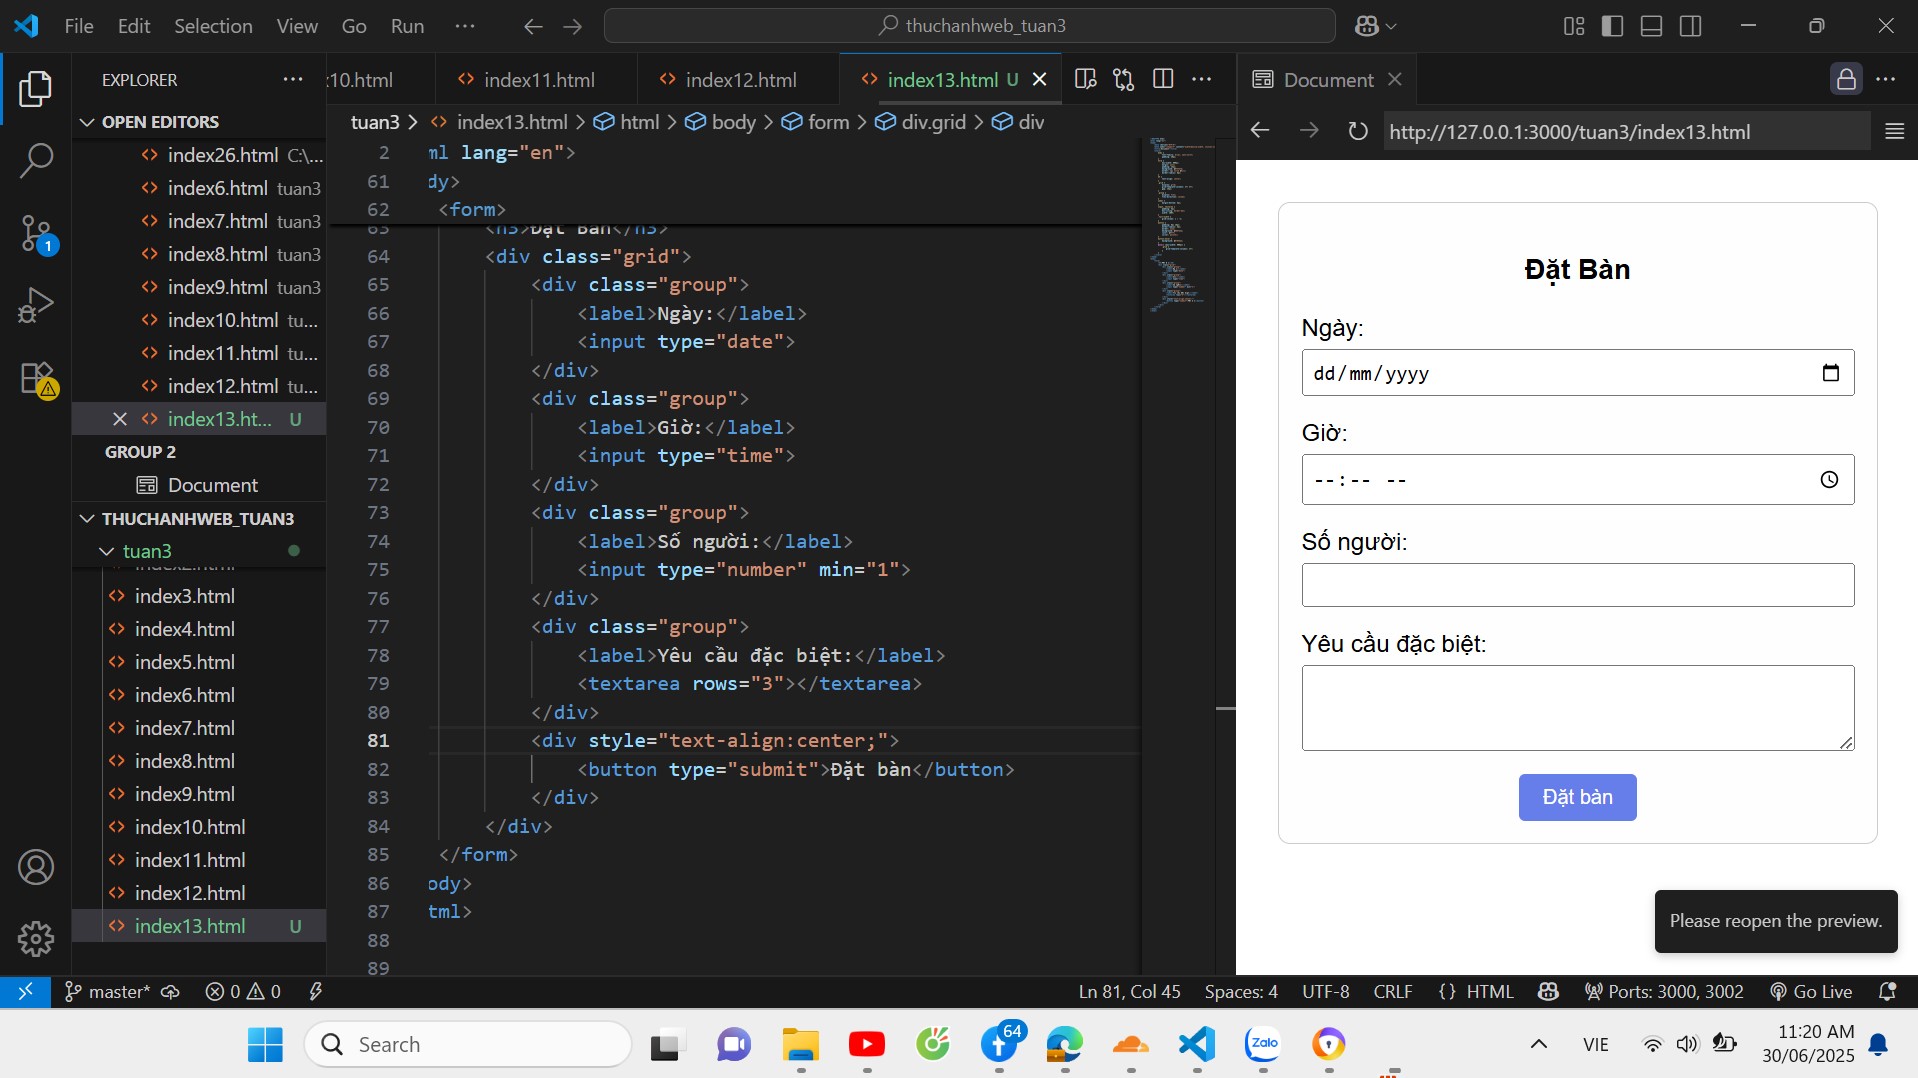 File Edit Selection View Go Run ··· thuchanhweb_tuan3
EXPLORER ···
OPEN EDITORS
index26.html C:\...
index6.html tuan3
index7.html tuan3
index8.html tuan3
index9.html tuan3
index10.html tu...
index11.html tu...
index12.html tu...
index13.ht... U
GROUP 2
Document
THUCHANHWEB_TUAN3
tuan3
index3.html
index4.html
index5.html
index6.html
index7.html
index8.html
index9.html
index10.html
index11.html
index12.html
index13.html U
10.html index11.html index12.html index13.html U
tuan3 > index13.html > html > body > form > div.grid > div
2 ml lang="en">
61 dy>
62 <form>
63 <h3>Đặt Bàn</h3>
64 <div class="grid">
65 <div class="group">
66 <label>Ngày:</label>
67 <input type="date">
68 </div>
69 <div class="group">
70 <label>Giờ:</label>
71 <input type="time">
72 </div>
73 <div class="group">
74 <label>Số người:</label>
75 <input type="number" min="1">
76 </div>
77 <div class="group">
78 <label>Yêu cầu đặc biệt:</label>
79 <textarea rows="3"></textarea>
80 </div>
81 <div style="text-align:center;">
82 <button type="submit">Đặt bàn</button>
83 </div>
84 </div>
85 </form>
86 ody>
87 tml>
88
89
Document
http://127.0.0.1:3000/tuan3/index13.html
Đặt Bàn
Ngày:
dd/mm/yyyy
Giờ:
--:-- --
Số người:
Yêu cầu đặc biệt:
Đặt bàn
Please reopen the preview.
1
master* 0 0 Ln 81, Col 45 Spaces: 4 UTF-8 CRLF {} HTML Ports: 3000, 3002 Go Live
Search 64 Zalo VIE 11:20 AM
30/06/2025